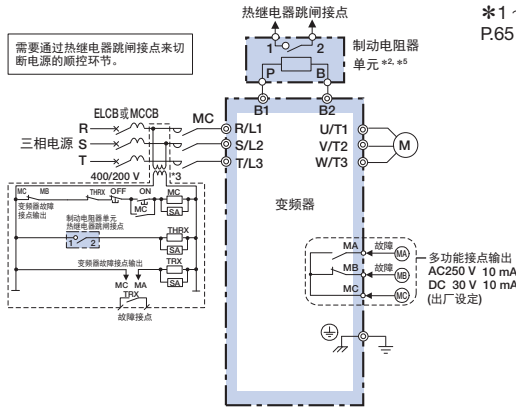 热继电器跳闸接点
*1~
P.65
需要通过热继电器跳闸接点来切
断电源的顺控环节。
1 2
制动电阻器
单元 *2, *5
P B
B1 B2
ELCB或MCCB MC
三相电源
R R/L1 U/T1
S S/L2 V/T2 M
T T/L3 W/T3
400/200 V *3
变频器
MC MB THRX OFF ON MC
MC SA
变频器故障
接点输出
制动电阻器单元
热继电器跳闸接点
1 2
THRX
SA
变频器故障接点输出
TRX
SA
MC MA
TRX
故障接点
MA 故障 MA
MB 故障 MB
MC MC
多功能接点输出
AC250 V 10 mA
DC 30 V 10 mA
(出厂设定)